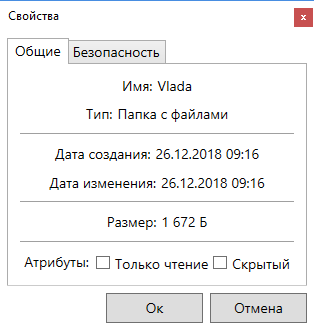 Свойства
x
Общие Безопасность
Имя: Vlada
Тип: Папка с файлами
Дата создания: 26.12.2018 09:16
Дата изменения: 26.12.2018 09:16
Размер: 1 672 Б
Атрибуты: Только чтение Скрытый
Ок Отмена